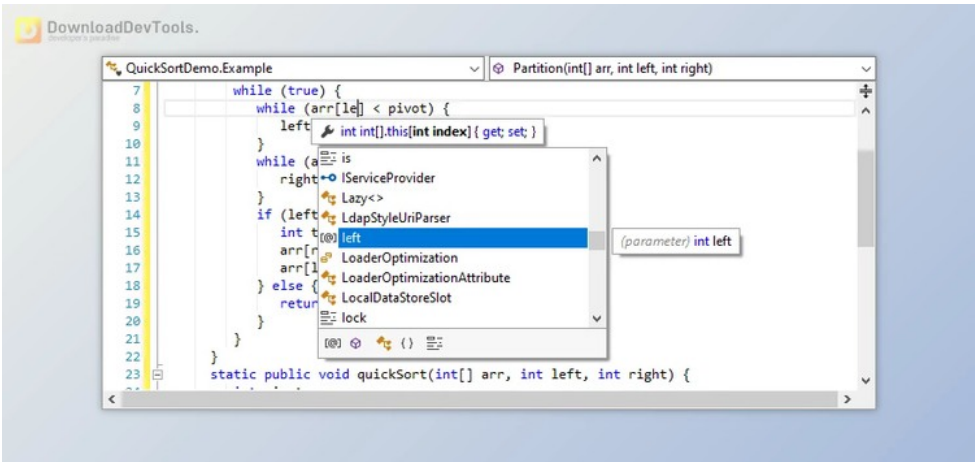 DownloadDevTools.
developer's paradise
QuickSortDemo.Example
Partition(int[] arr, int left, int right)
7 while (true) {
8 while (arr[le] < pivot) {
9 left
int int[].this[int index] { get; set; }
10 }
11 while (a
12 right
13 }
14 if (left
15 int t
16 arr[r
17 arr[l
18 } else {
19 retur
20 }
21 }
22 }
23 static public void quickSort(int[] arr, int left, int right) {
is
IServiceProvider
Lazy<>
LdapStyleUriParser
[@] left
(parameter) int left
LoaderOptimization
LoaderOptimizationAttribute
LocalDataStoreSlot
lock
[@] { }